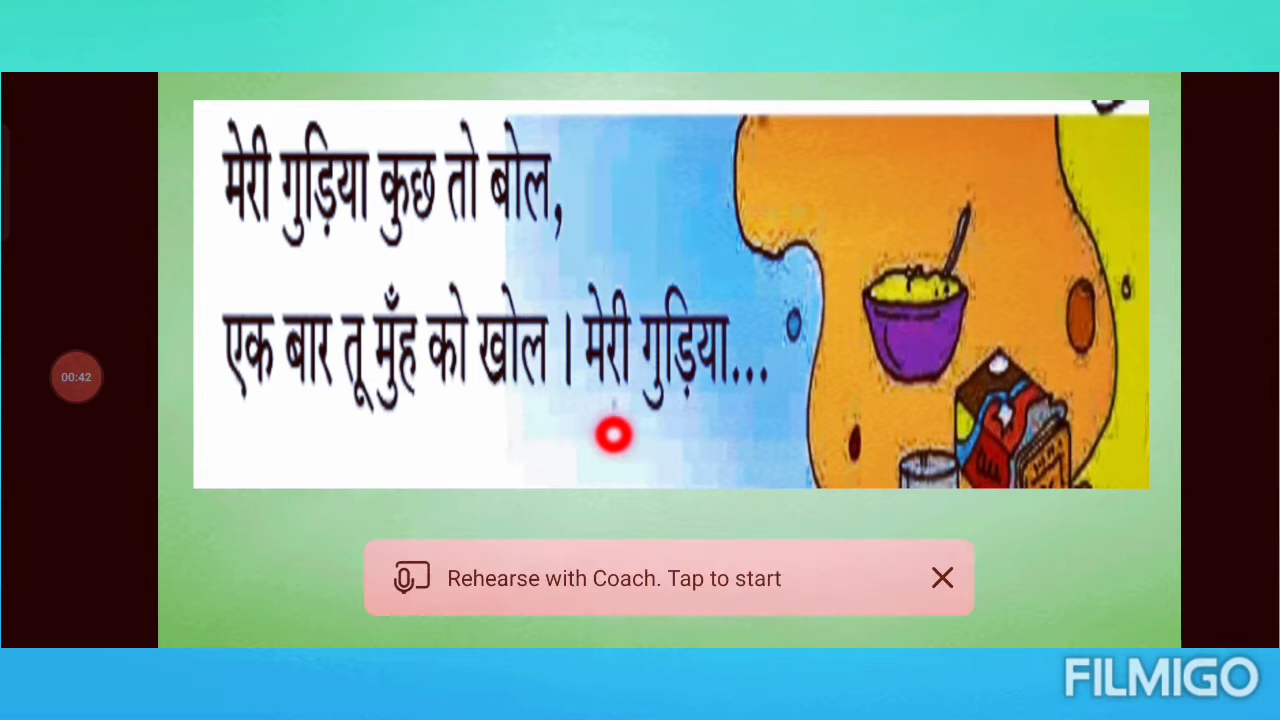 मेरी गुड़िया कुछ तो बोल,
एक बार तू मुँह को खोल । मेरी गुड़िया...
00:42
Rehearse with Coach. Tap to start
FILMIGO